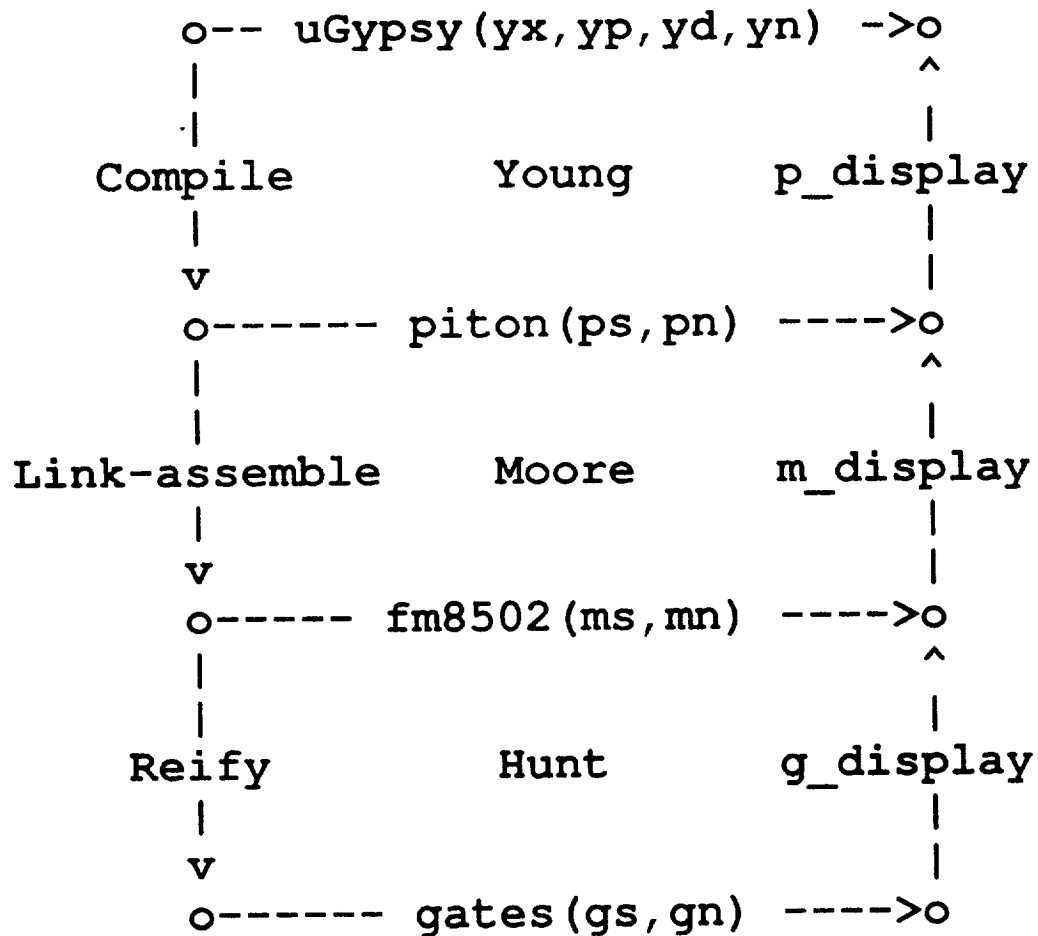 o-- uGypsy(yx,yp,yd,yn) ->o
Compile Young p_display
o------ piton(ps,pn) ---->o
Link-assemble Moore m_display
o----- fm8502(ms,mn) ---->o
Reify Hunt g_display
o------ gates(gs,gn) ---->o